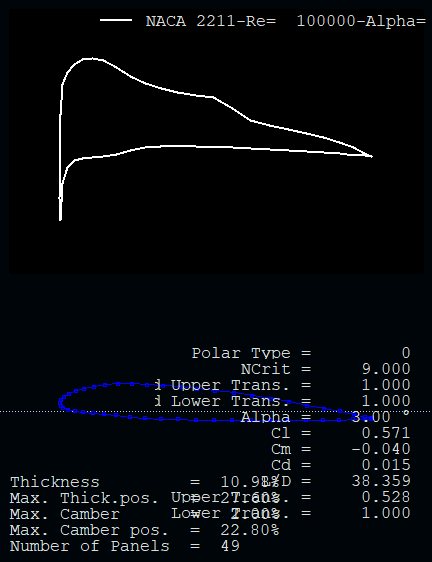 NACA 2211-Re=  100000-Alpha=
Polar Type =         0
NCrit =     9.000
Upper Trans. =     1.000
Lower Trans. =     1.000
Alpha =    3.00 °
Cl =     0.571
Cm =    -0.040
Cd =     0.015
L/D =    38.359
Thickness        =  10.98%
Upper Trans. =     0.528
Max. Thick.pos.  =  27.60%
Lower Trans. =     1.000
Max. Camber      =  2.00%
Max. Camber pos. =  22.80%
Number of Panels  =  49